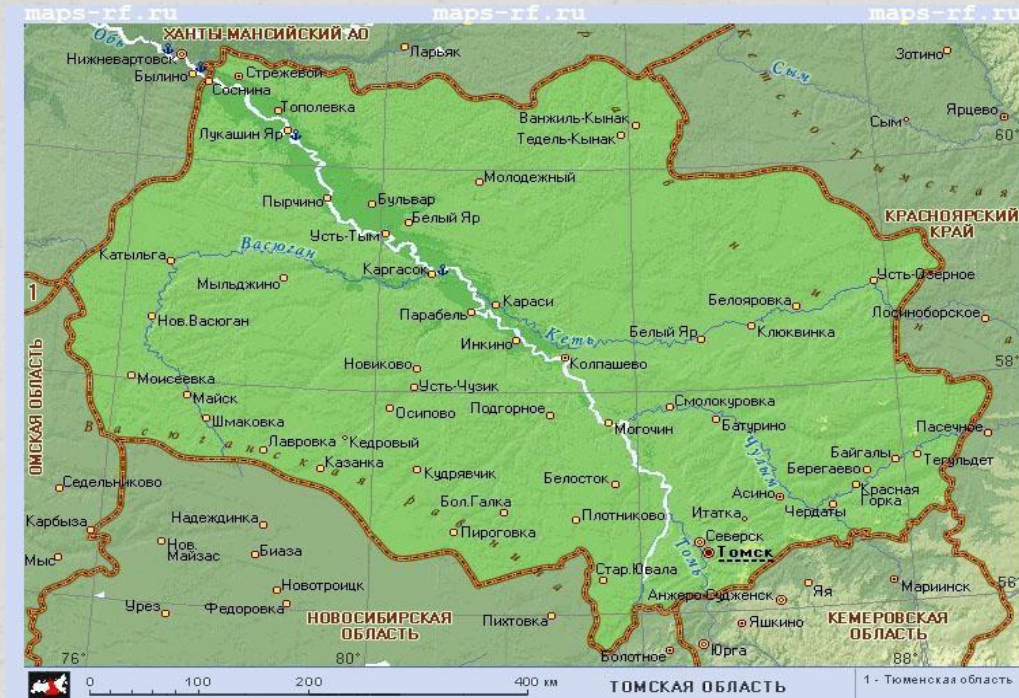 maps-rf.ru maps-rf.ru maps-rf.ru
Обь
ХАНТЫ-МАНСИЙСКИЙ АО
Ларьяк
Зотино
Нижневартовск
Былино
Стрежевой
Соснина
Сым
Тополевка
Ванжиль-Кынак
Ярцево
Сым
Лукашин Яр
Тедель-Кынак
60°
Кетско-Тымская
равнина
Молодежный
Пырчино
Бульвар
Белый Яр
КРАСНОЯРСКИЙ
КРАЙ
Усть-Тым
Васюган
Катыльга
Каргасок
Усть-Озерное
Мыльджино
1
Караси
Белояровка
Нов.Васюган
Парабель
Лосиноборское
Кеть
Белый Яр
Клюквинка
Инкино
ОМСКАЯ ОБЛАСТЬ
Новиково
Колпашево
58°
Моисеевка
Усть-Чузик
Майск
Осипово
Подгорное
Смолокуровка
Шмаковка
Могочин
Батурино
Пасечное
Васюганская равнина
Чулым
Лавровка
Кедровый
Байгалы
Тегульдет
Казанка
Кудрявчик
Берегаево
Седельниково
Белосток
Асино
Красная
Горка
Бол.Галка
Чердаты
Карбыза
Надеждинка
Плотниково
Итатка
Пироговка
Северск
Нов.
Майзас
Биаза
Томск
Мыс
Томь
Стар.Ювала
Новотроицк
Яя
Мариинск
56°
Анжеро-Судженск
Урез
Федоровка
НОВОСИБИРСКАЯ
ОБЛАСТЬ
Пихтовка
Яшкино
КЕМЕРОВСКАЯ
ОБЛАСТЬ
Юрга
Болотное
76°
80°
88°
0 200 400 км
ТОМСКАЯ ОБЛАСТЬ
1 - Тюменская область